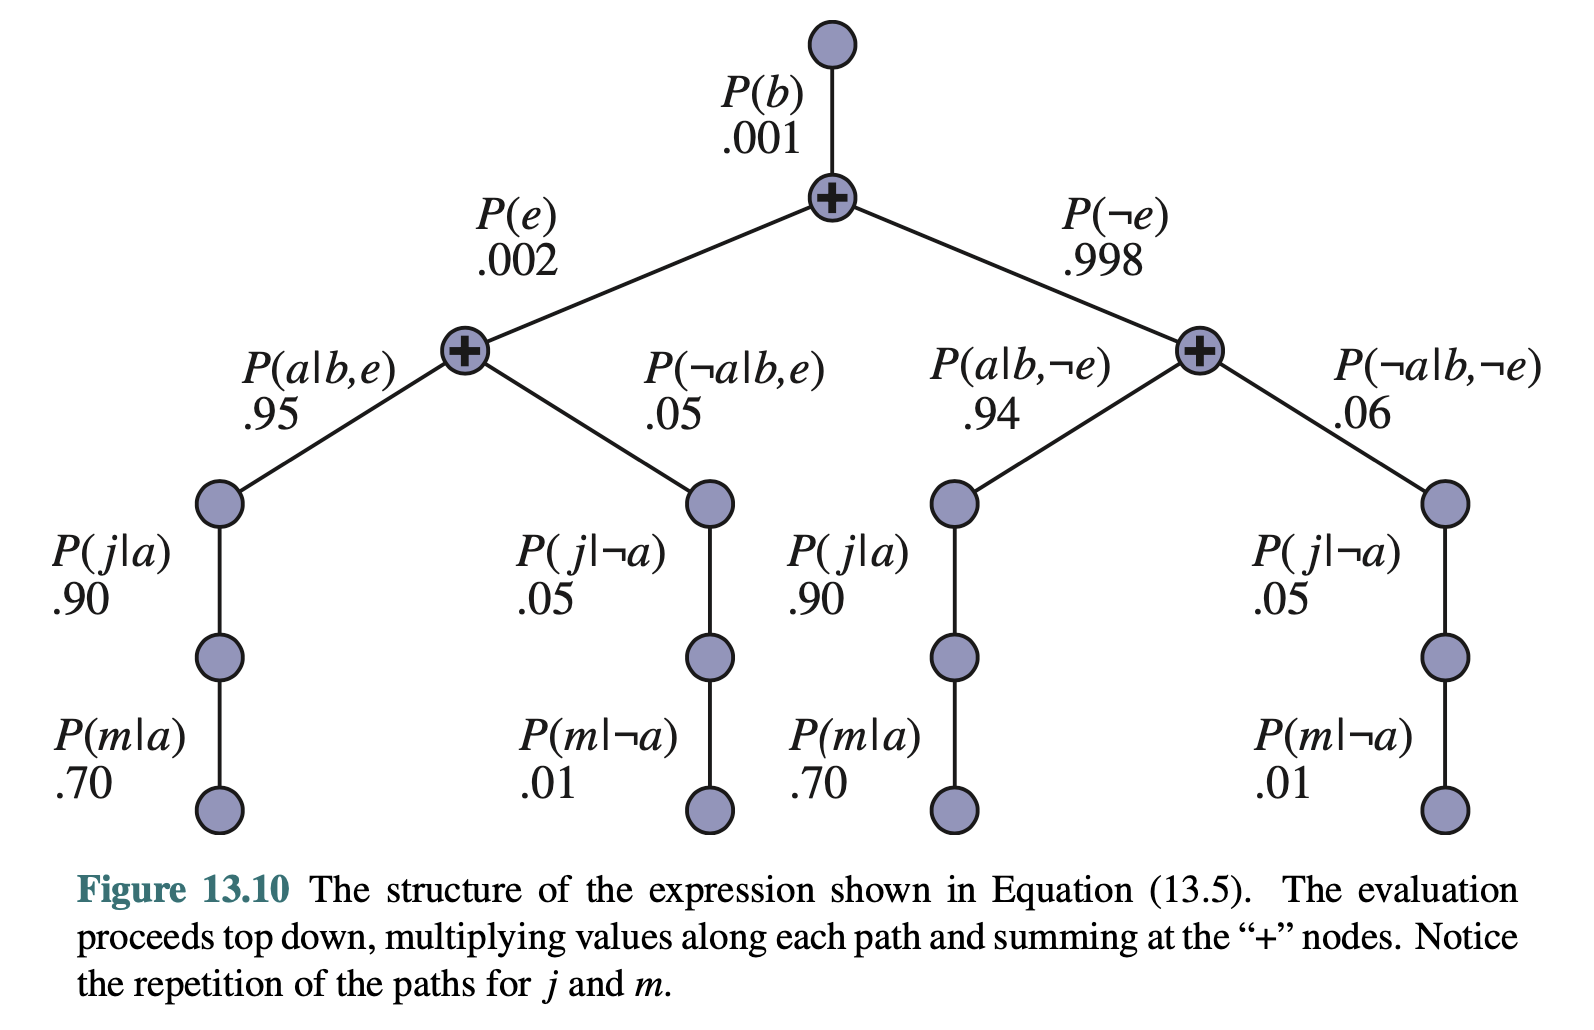 P(b)
.001
P(e)
.002
P(¬e)
.998
P(a|b,e)
.95
P(¬a|b,e)
.05
P(a|b,¬e)
.94
P(¬a|b,¬e)
.06
P(j|a)
.90
P(j|¬a)
.05
P(j|a)
.90
P(j|¬a)
.05
P(m|a)
.70
P(m|¬a)
.01
P(m|a)
.70
P(m|¬a)
.01
Figure 13.10 The structure of the expression shown in Equation (13.5). The evaluation
proceeds top down, multiplying values along each path and summing at the “+” nodes. Notice
the repetition of the paths for j and m.